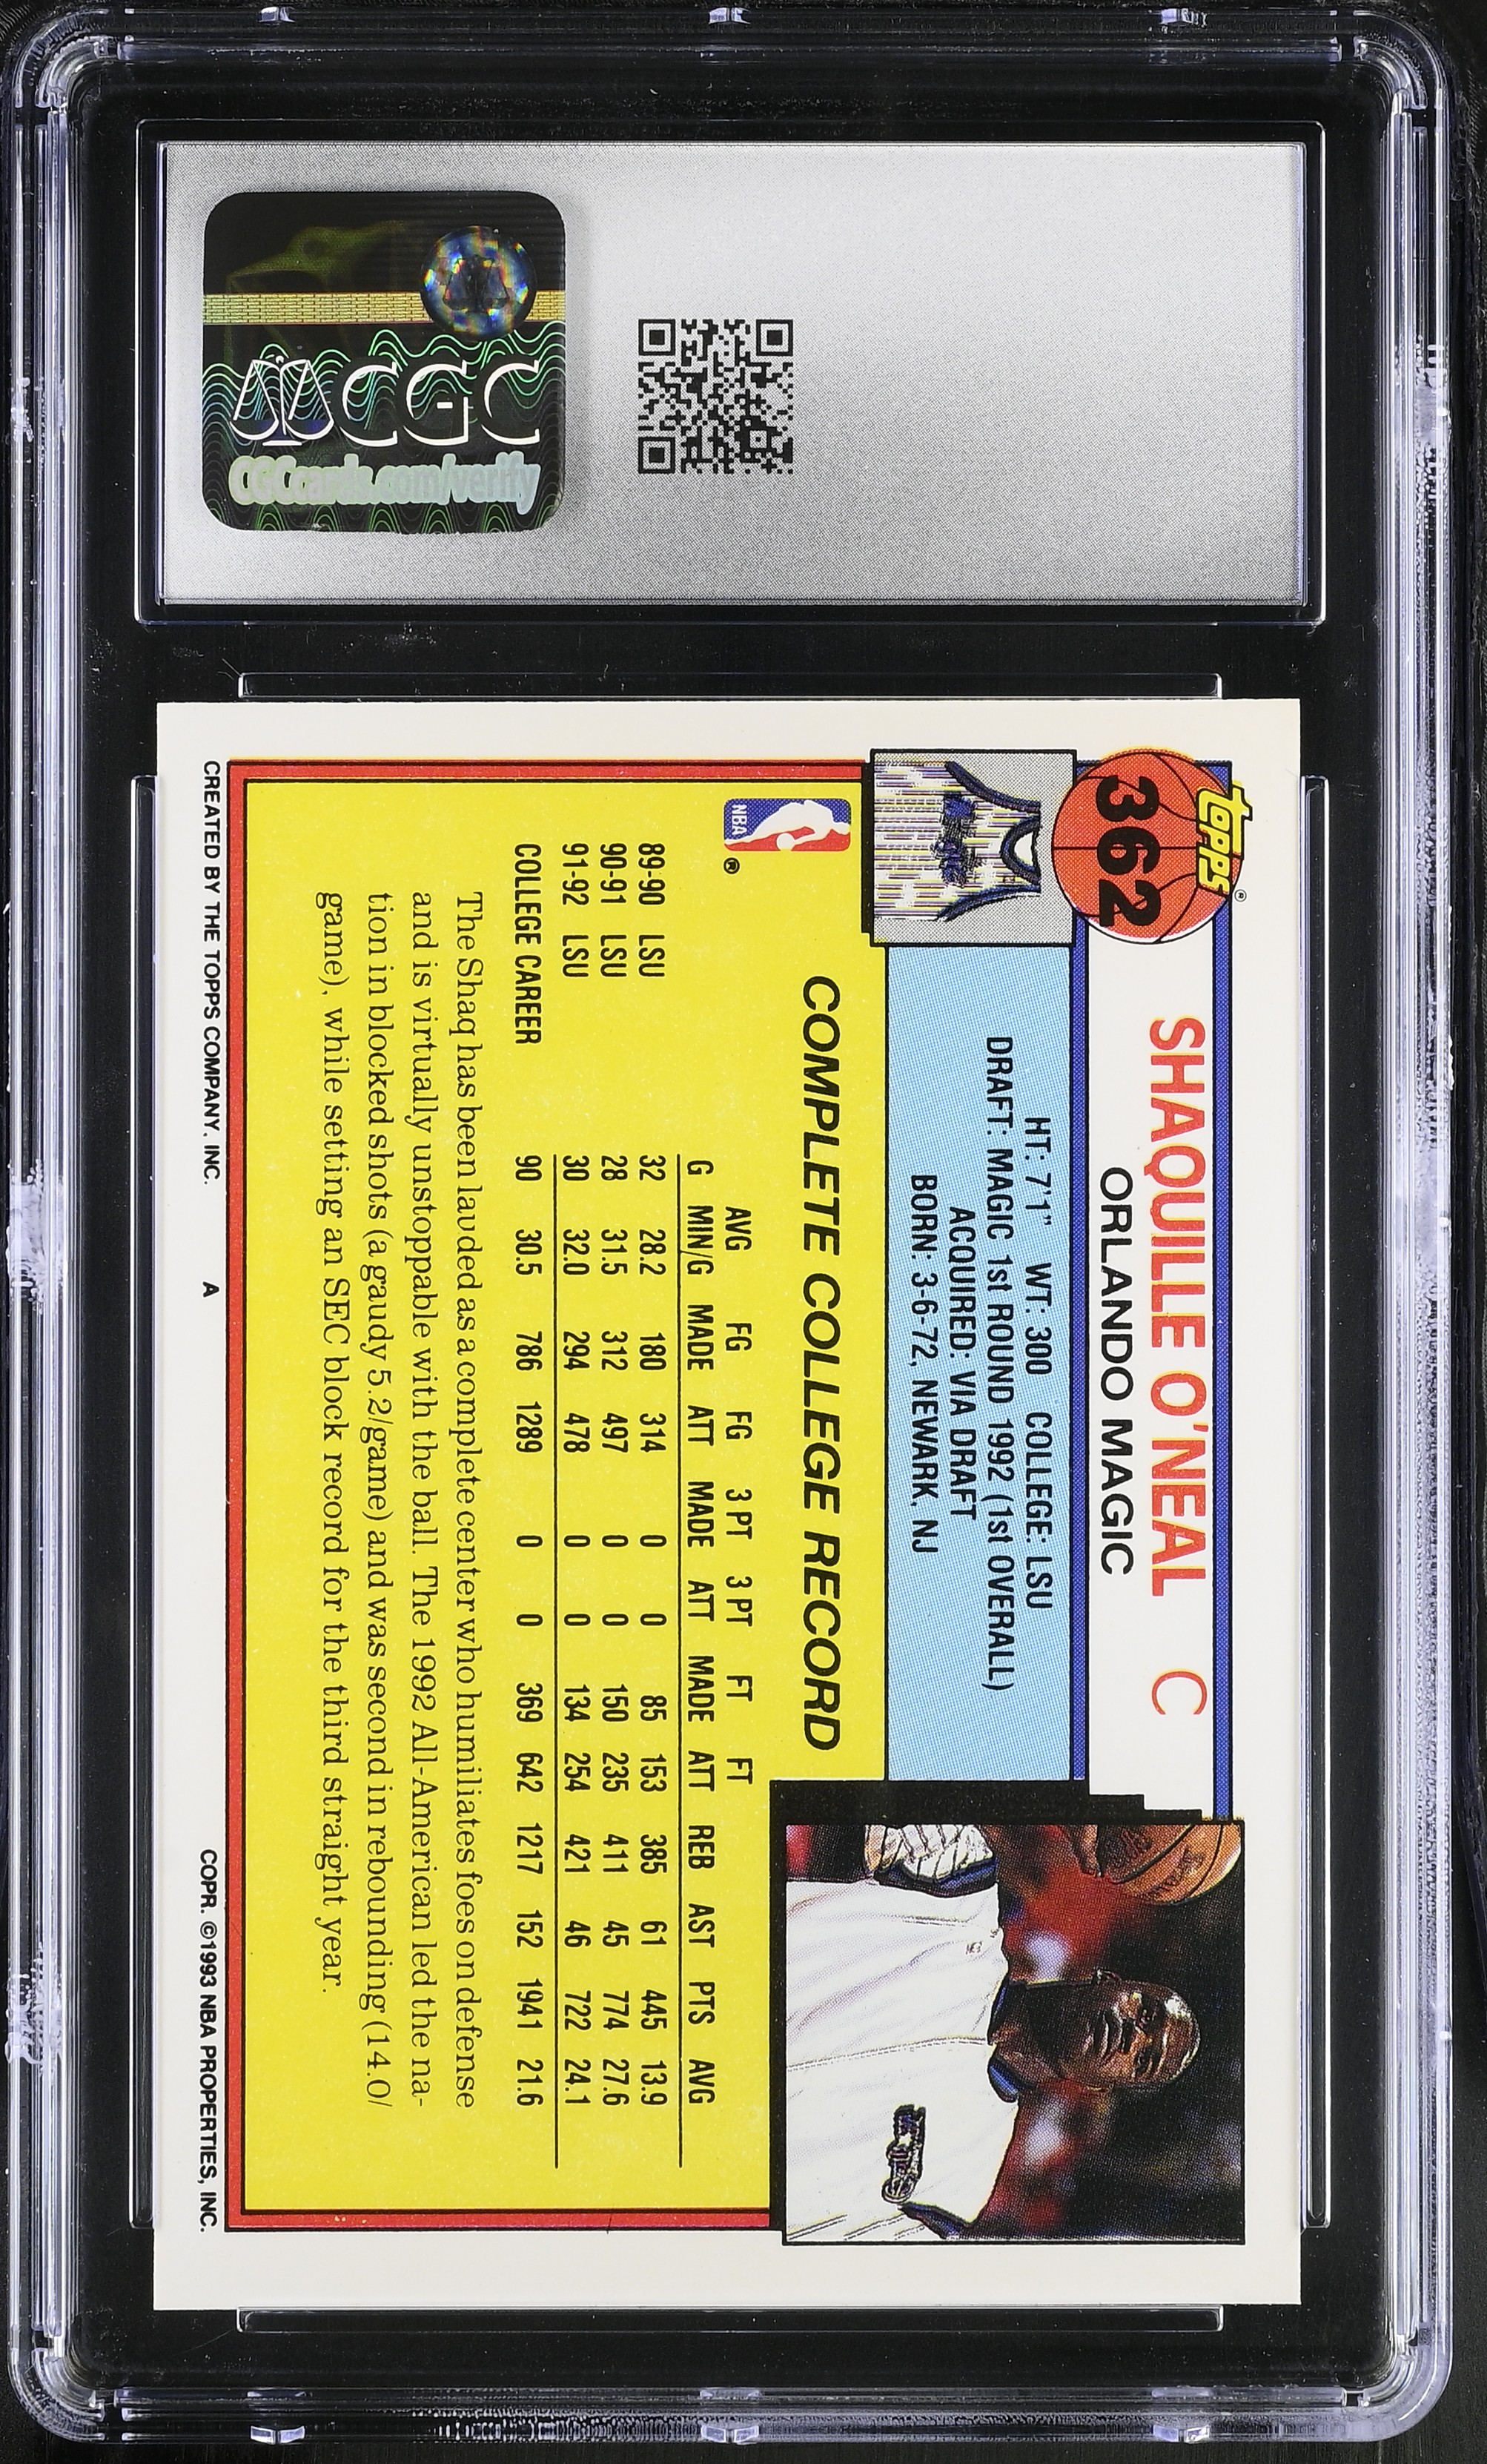 CGC
CGCcards.com/verify
topps®
362
SHAQUILLE O'NEAL C
ORLANDO MAGIC
HT: 7'1" WT: 300 COLLEGE: LSU
DRAFT: MAGIC 1st ROUND 1992 (1st OVERALL)
ACQUIRED: VIA DRAFT
BORN: 3-6-72, NEWARK, NJ
NBA ®
COMPLETE COLLEGE RECORD
AVG FG FG 3 PT 3 PT FT FT
G MIN/G MADE ATT MADE ATT MADE ATT REB AST PTS AVG
89-90 LSU 32 28.2 180 314 0 0 85 153 385 61 445 13.9
90-91 LSU 28 31.5 312 497 0 0 150 235 411 45 774 27.6
91-92 LSU 30 32.0 294 478 0 0 134 254 421 46 722 24.1
COLLEGE CAREER 90 30.5 786 1289 0 0 369 642 1217 152 1941 21.6
The Shaq has been lauded as a complete center who humiliates foes on defense
and is virtually unstoppable with the ball. The 1992 All-American led the na-
tion in blocked shots (a gaudy 5.2/game) and was second in rebounding (14.0/
game), while setting an SEC block record for the third straight year.
CREATED BY THE TOPPS COMPANY, INC. A COPR. ©1993 NBA PROPERTIES, INC.